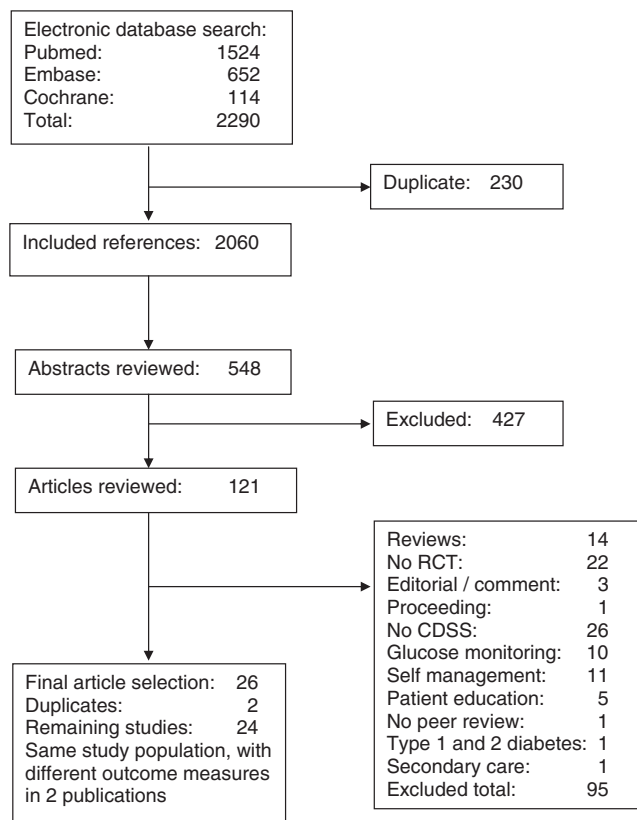 Electronic database search:
Pubmed: 1524
Embase: 652
Cochrane: 114
Total: 2290
Duplicate: 230
Included references: 2060
Abstracts reviewed: 548
Excluded: 427
Articles reviewed: 121
Reviews: 14
No RCT: 22
Editorial / comment: 3
Proceeding: 1
No CDSS: 26
Glucose monitoring: 10
Self management: 11
Patient education: 5
No peer review: 1
Type 1 and 2 diabetes: 1
Secondary care: 1
Excluded total: 95
Final article selection: 26
Duplicates: 2
Remaining studies: 24
Same study population, with
different outcome measures
in 2 publications